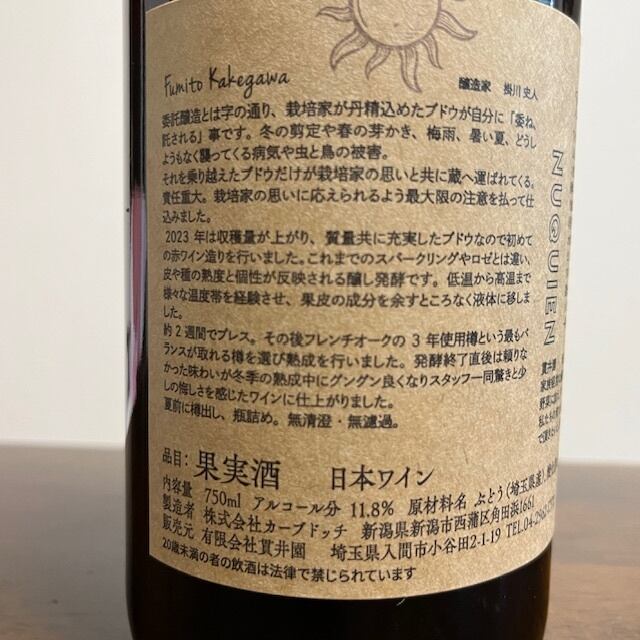 Fumito Kakegawa
醸造家 掛川史人
委託醸造とは字の通り、栽培家が丹精込めたブドウが自分に「委ね、
託される」事です。冬の剪定や春の芽かき、梅雨、暑い夏、どうし
ようもなく襲ってくる病気や虫と鳥の被害。
それを乗り越えたブドウだけが栽培家の思いと共に蔵へ運ばれてくる。
責任重大。栽培家の思いに応えられるよう最大限の注意を払って仕
込みました。
2023年は収穫量が上がり、質量共に充実したブドウなので初めて
の赤ワイン造りを行いました。これまでのスパークリングやロゼとは違い、
皮や種の熟度と個性が反映される醸し発酵です。低温から高温まで
様々な温度帯を経験させ、果皮の成分を余すところなく液体に移しま
した。
約2週間でプレス。その後フレンチオークの3年使用樽という最もバ
ランスが取れる樽を選び熟成を行いました。発酵終了直後は頼りな
かった味わいが冬季の熟成中にグングン良くなりスタッフ一同驚きと少
しの悔しさを感じたワインに仕上がりました。
夏前に樽出し、瓶詰め。無清澄・無濾過。
品目:果実酒 日本ワイン
内容量 750ml アルコール分 11.8% 原材料名 ぶどう(埼玉県産)
製造者 株式会社カーブドッチ 新潟県新潟市西蒲区角田浜1661
販売元 有限会社貫井園 埼玉県入間市小谷田2-1-19 TEL.04-2962
20歳未満の者の飲酒は法律で禁じられています
ZUQUIEN
貫井園